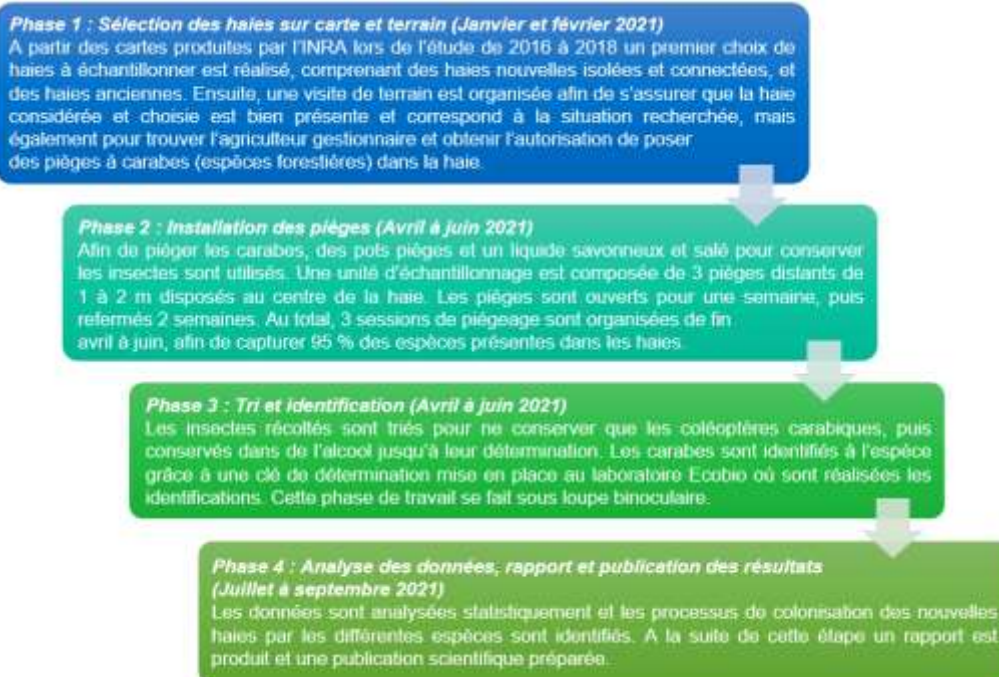 Phase 1 : Sélection des haies sur carte et terrain (Janvier et février 2021)
A partir des cartes produites par l'INRA lors de l'étude de 2016 à 2018 un premier choix de
haies à échantillonner est réalisé, comprenant des haies nouvelles isolées et connectées, et
des haies anciennes. Ensuite, une visite de terrain est organisée afin de s'assurer que la haie
considérée et choisie est bien présente et correspond à la situation recherchée, mais
également pour trouver l'agriculteur gestionnaire et obtenir l'autorisation de poser
des pièges à carabes (espèces forestières) dans la haie.
Phase 2 : Installation des pièges (Avril à juin 2021)
Afin de piéger les carabes, des pots pièges et un liquide savonneux et salé pour conserver
les insectes sont utilisés. Une unité d'échantillonnage est composée de 3 pièges distants de
1 à 2 m disposés au centre de la haie. Les pièges sont ouverts pour une semaine, puis
refermés 2 semaines. Au total, 3 sessions de piégeage sont organisées de fin
avril à juin, afin de capturer 95 % des espèces présentes dans les haies.
Phase 3 : Tri et identification (Avril à juin 2021)
Les insectes récoltés sont triés pour ne conserver que les coléoptères carabiques, puis
conservés dans de l'alcool jusqu'à leur détermination. Les carabes sont identifiés à l'espèce
grâce à une clé de détermination mise en place au laboratoire Ecobio où sont réalisées les
identifications. Cette phase de travail se fait sous loupe binoculaire.
Phase 4 : Analyse des données, rapport et publication des résultats
(Juillet à septembre 2021)
Les données sont analysées statistiquement et les processus de colonisation des nouvelles
haies par les différentes espèces sont identifiés. A la suite de cette étape un rapport est
produit et une publication scientifique préparée.